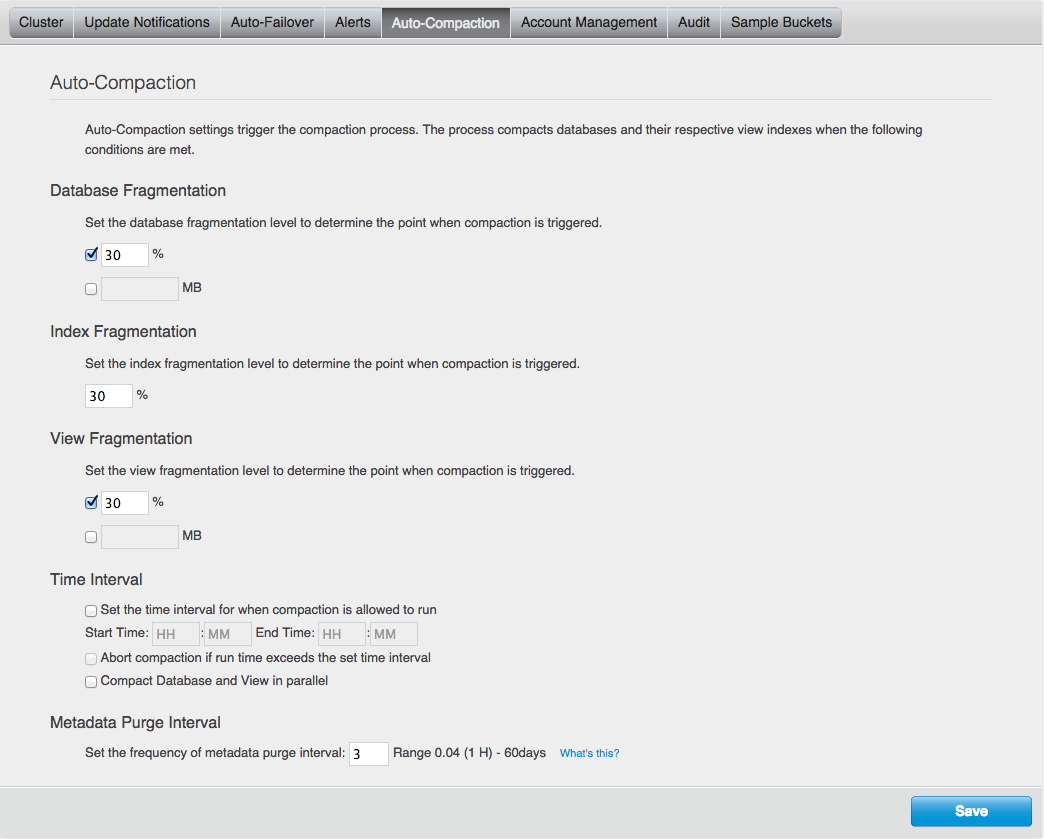 Cluster Update Notifications Auto-Failover Alerts Auto-Compaction Account Management Audit Sample Buckets
Auto-Compaction
Auto-Compaction settings trigger the compaction process. The process compacts databases and their respective view indexes when the following
conditions are met.
Database Fragmentation
Set the database fragmentation level to determine the point when compaction is triggered.
30 %
MB
Index Fragmentation
Set the index fragmentation level to determine the point when compaction is triggered.
30 %
View Fragmentation
Set the view fragmentation level to determine the point when compaction is triggered.
30 %
MB
Time Interval
Set the time interval for when compaction is allowed to run
Start Time: HH : MM End Time: HH : MM
Abort compaction if run time exceeds the set time interval
Compact Database and View in parallel
Metadata Purge Interval
Set the frequency of metadata purge interval: 3 Range 0.04 (1 H) - 60days What's this?
Save